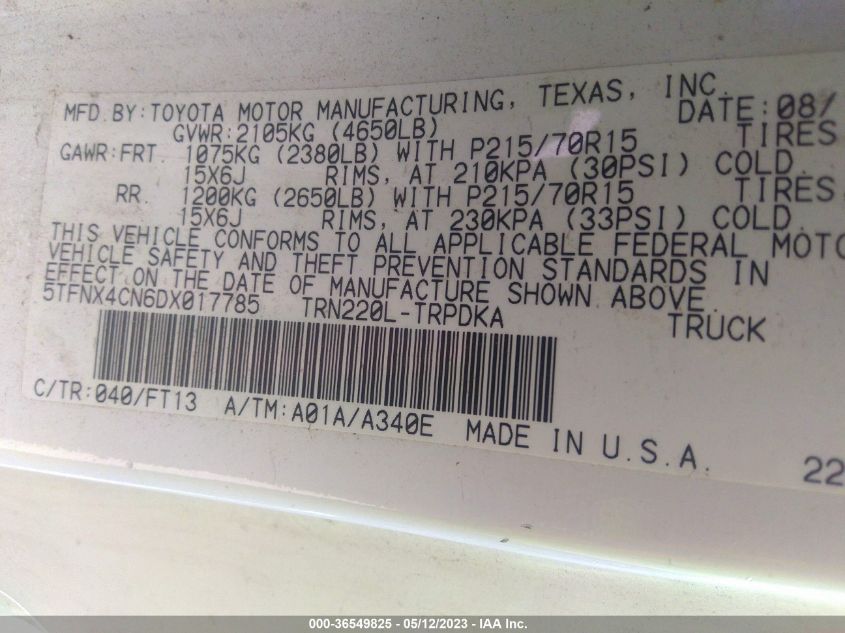 MFD. BY: TOYOTA MOTOR MANUFACTURING, TEXAS, INC.
DATE: 08/
GVWR: 2105KG (4650LB)
GAWR: FRT. 1075KG (2380LB) WITH P215/70R15 TIRES
15X6J RIMS, AT 210KPA (30PSI) COLD.
RR. 1200KG (2650LB) WITH P215/70R15 TIRES
15X6J RIMS, AT 230KPA (33PSI) COLD.
THIS VEHICLE CONFORMS TO ALL APPLICABLE FEDERAL MOTO
VEHICLE SAFETY AND THEFT PREVENTION STANDARDS IN
EFFECT ON THE DATE OF MANUFACTURE SHOWN ABOVE.
5TFNX4CN6DX017785 TRN220L-TRPDKA TRUCK
C/TR: 040/FT13 A/TM: A01A/A340E MADE IN U.S.A.
22
000-36549825 - 05/12/2023 - IAA Inc.